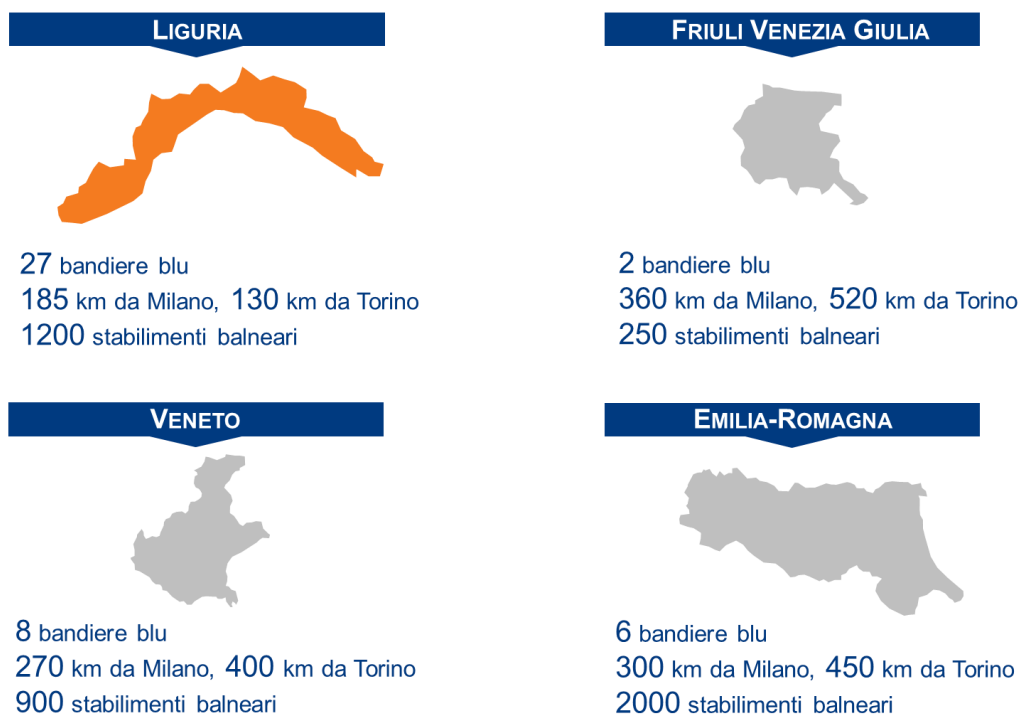 LIGURIA
27 bandiere blu
185 km da Milano, 130 km da Torino
1200 stabilimenti balneari
FRIULI VENEZIA GIULIA
2 bandiere blu
360 km da Milano, 520 km da Torino
250 stabilimenti balneari
VENETO
8 bandiere blu
270 km da Milano, 400 km da Torino
900 stabilimenti balneari
EMILIA-ROMAGNA
6 bandiere blu
300 km da Milano, 450 km da Torino
2000 stabilimenti balneari